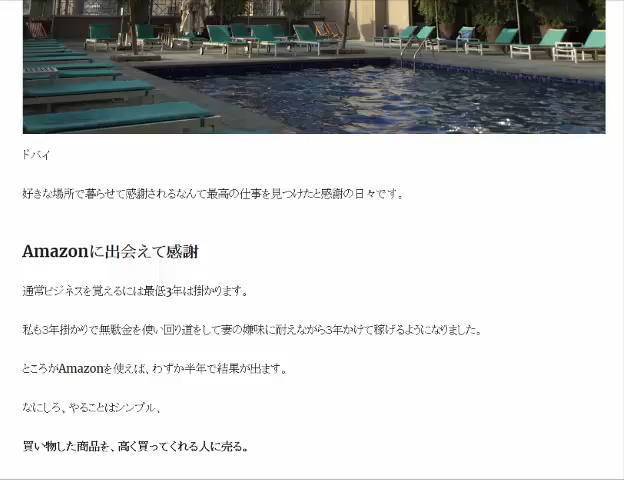 ドバイ
好きな場所で暮らせて感謝されるなんて最高の仕事を見つけたと感謝の日々です。
Amazonに出会えて感謝
通常ビジネスを覚えるには最低3年は掛かります。
私も3年掛かりで無駄金を使い回り道をして妻の嫌味に耐えながら3年かけて稼げるようになりました。
ところがAmazonを使えば、わずか半年で結果が出ます。
なにしろ、やることはシンプル、
買い物した商品を、高く買ってくれる人に売る。